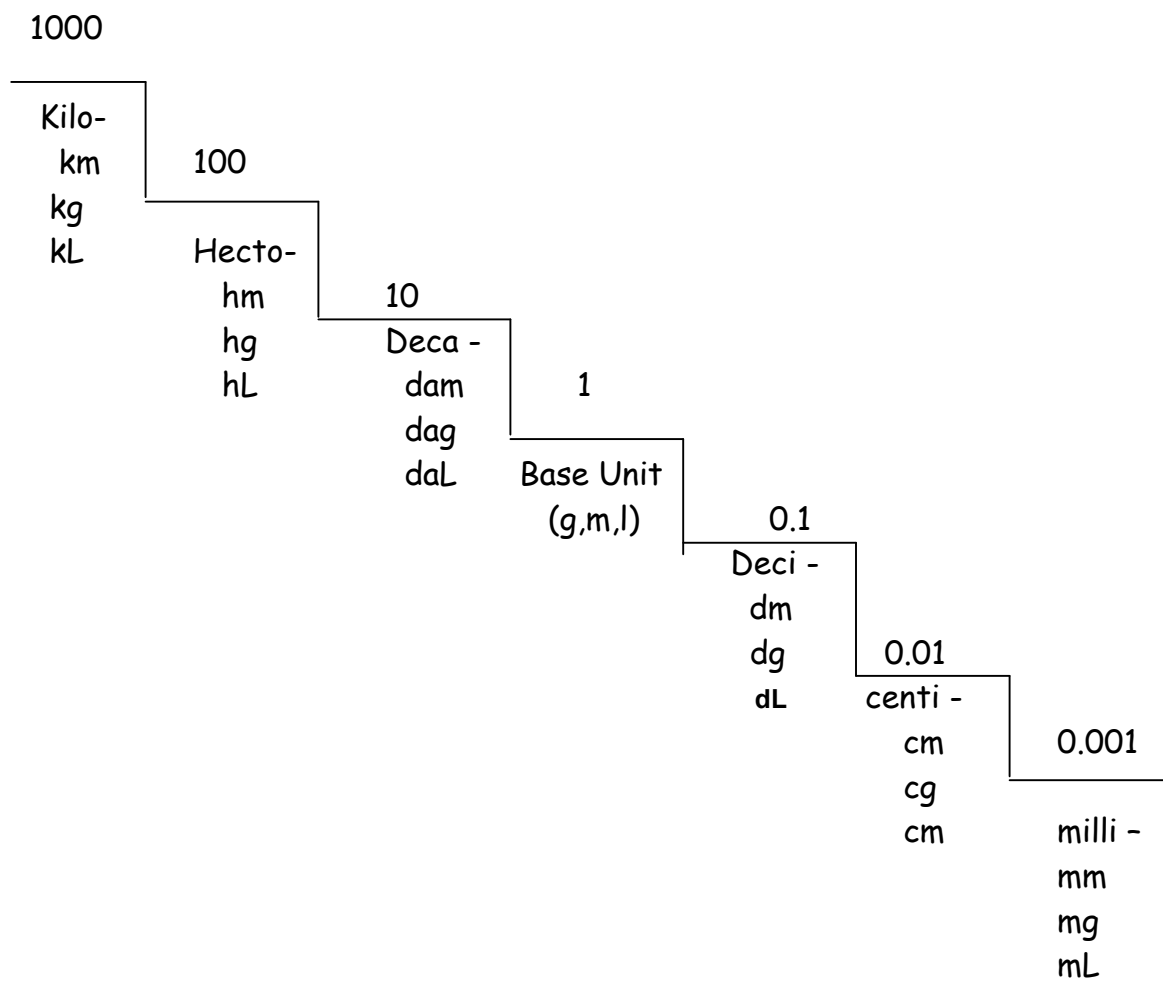 1000
Kilo-
km
kg
kL
100
Hecto-
hm
hg
hL
10
Deca -
dam
dag
daL
1
Base Unit
(g,m,l)
0.1
Deci -
dm
dg
dL
0.01
centi -
cm
cg
cm
0.001
milli –
mm
mg
mL